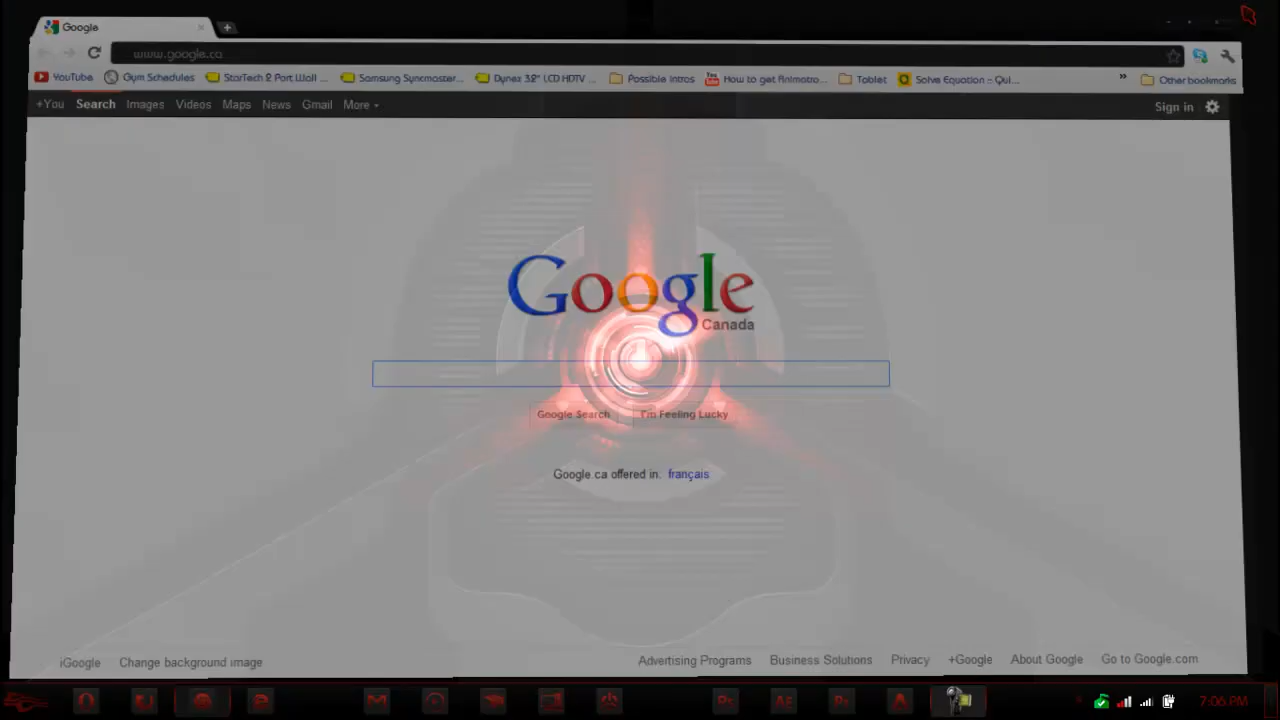 Google
www.google.ca
YouTube Gym Schedules StarTech 2 Port Wall ... Samsung Syncmaster... Dynex 32" LCD HDTV ... Possible Intros How to get Animotro... Tablet Solve Equation :: Qui... » Other bookmarks
+You Search Images Videos Maps News Gmail More Sign in
Google
Canada
Google Search I'm Feeling Lucky
Google.ca offered in: français
iGoogle Change background image Advertising Programs Business Solutions Privacy +Google About Google Go to Google.com
7:06 PM